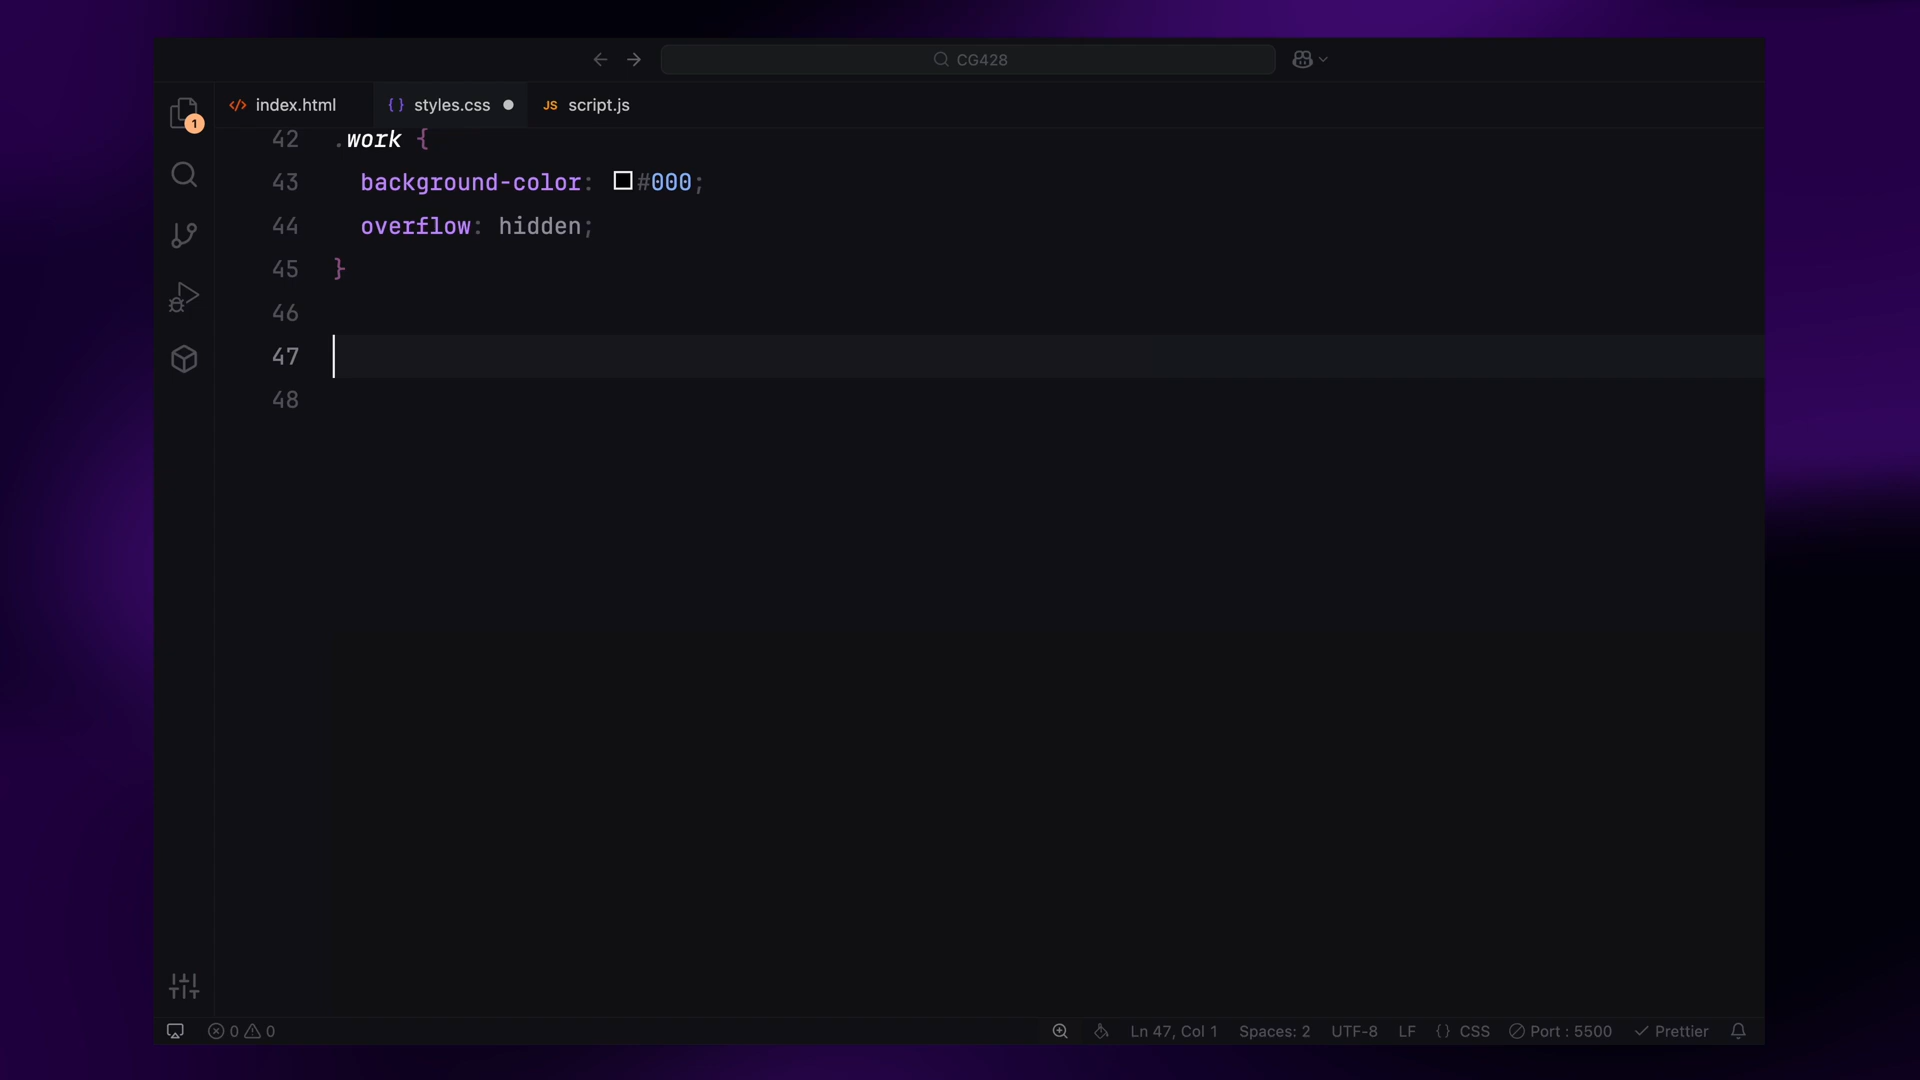 CG428
index.html
{ } styles.css
JS script.js
1
42 .work {
43 background-color: #000;
44 overflow: hidden;
45 }
46
47
48
0 0
Ln 47, Col 1 Spaces: 2 UTF-8 LF {} CSS Port : 5500 Prettier